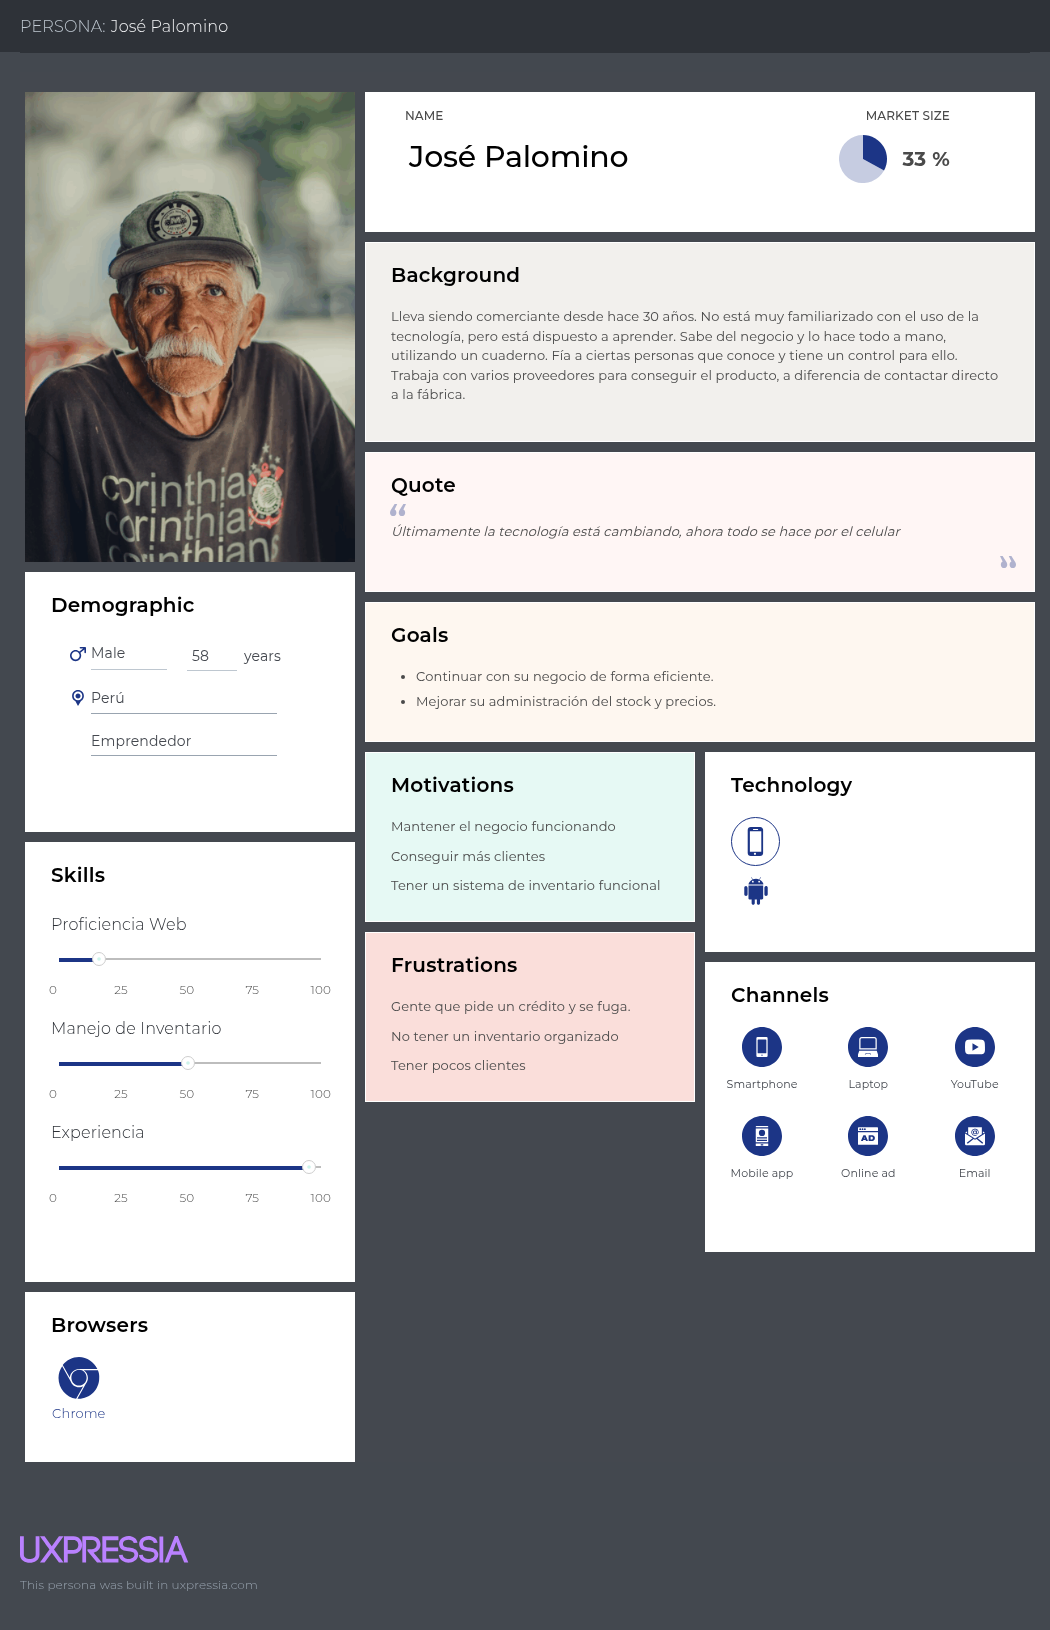 PERSONA: José Palomino
NAME
MARKET SIZE
José Palomino
33 %
Background
Lleva siendo comerciante desde hace 30 años. No está muy familiarizado con el uso de la
tecnología, pero está dispuesto a aprender. Sabe del negocio y lo hace todo a mano,
utilizando un cuaderno. Fía a ciertas personas que conoce y tiene un control para ello.
Trabaja con varios proveedores para conseguir el producto, a diferencia de contactar directo
a la fábrica.
Quote
“
Últimamente la tecnología está cambiando, ahora todo se hace por el celular
”
corinthians
corinthians
corinthians
Demographic
Male
58 years
Perú
Emprendedor
Goals
• Continuar con su negocio de forma eficiente.
• Mejorar su administración del stock y precios.
Motivations
Mantener el negocio funcionando
Conseguir más clientes
Tener un sistema de inventario funcional
Technology
Skills
Proficiencia Web
0 25 50 75 100
Manejo de Inventario
0 25 50 75 100
Experiencia
0 25 50 75 100
Frustrations
Gente que pide un crédito y se fuga.
No tener un inventario organizado
Tener pocos clientes
Channels
Smartphone
Laptop
YouTube
AD
@
Mobile app
Online ad
Email
Browsers
Chrome
UXPRESSIA
This persona was built in uxpressia.com